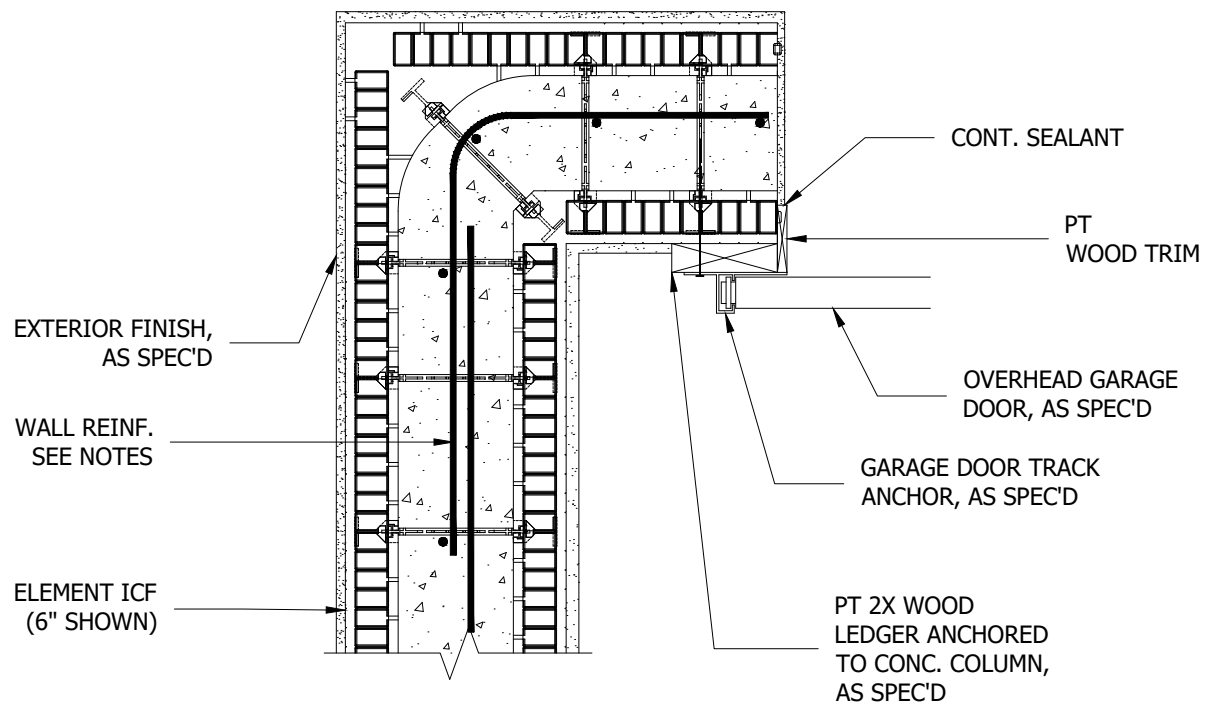 CONT. SEALANT
PT
WOOD TRIM
EXTERIOR FINISH,
AS SPEC'D
OVERHEAD GARAGE
DOOR, AS SPEC'D
WALL REINF.
SEE NOTES
GARAGE DOOR TRACK
ANCHOR, AS SPEC'D
ELEMENT ICF
(6" SHOWN)
PT 2X WOOD
LEDGER ANCHORED
TO CONC. COLUMN,
AS SPEC'D